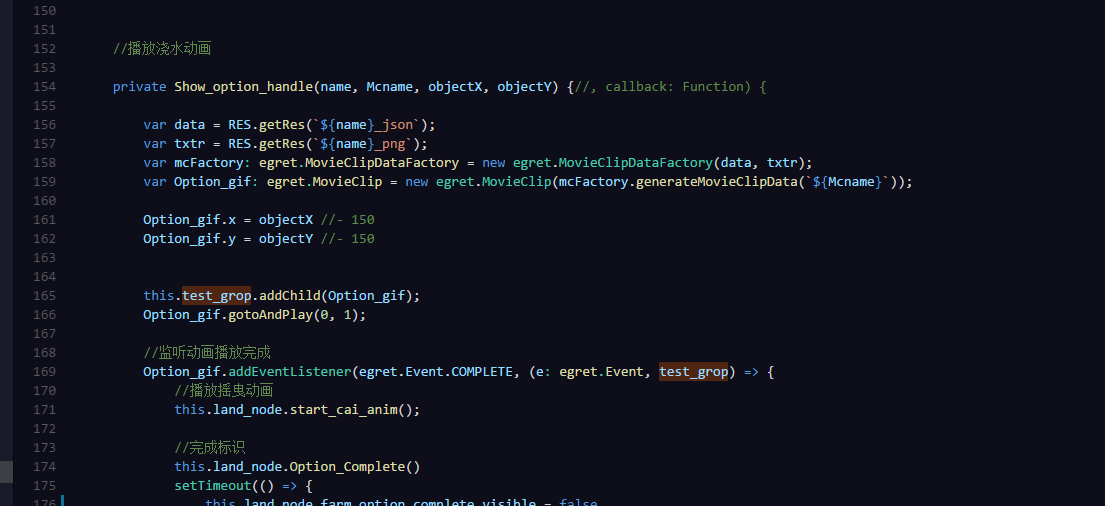 150
151
152 //播放浇水动画
153
154 private Show_option_handle(name, Mcname, objectX, objectY) {//, callback: Function) {
155
156 var data = RES.getRes(`${name}_json`);
157 var txtr = RES.getRes(`${name}_png`);
158 var mcFactory: egret.MovieClipDataFactory = new egret.MovieClipDataFactory(data, txtr);
159 var Option_gif: egret.MovieClip = new egret.MovieClip(mcFactory.generateMovieClipData(`${Mcname}`));
160
161 Option_gif.x = objectX //- 150
162 Option_gif.y = objectY //- 150
163
164
165 this.test_grop.addChild(Option_gif);
166 Option_gif.gotoAndPlay(0, 1);
167
168 //监听动画播放完成
169 Option_gif.addEventListener(egret.Event.COMPLETE, (e: egret.Event, test_grop) => {
170 //播放摇曳动画
171 this.land_node.start_cai_anim();
172
173 //完成标识
174 this.land_node.Option_Complete()
175 setTimeout(() => {
176 this.land_node.farm_option_complete.visible = false